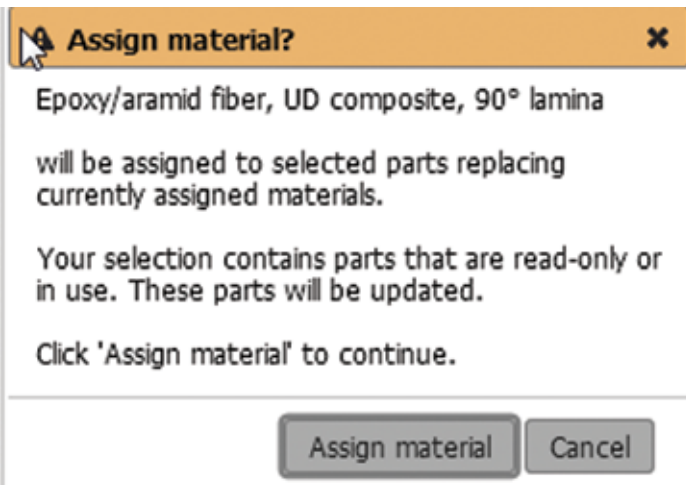 Assign material?
Epoxy/aramid fiber, UD composite, 90° lamina
will be assigned to selected parts replacing
currently assigned materials.
Your selection contains parts that are read-only or
in use. These parts will be updated.
Click 'Assign material' to continue.
Assign material Cancel